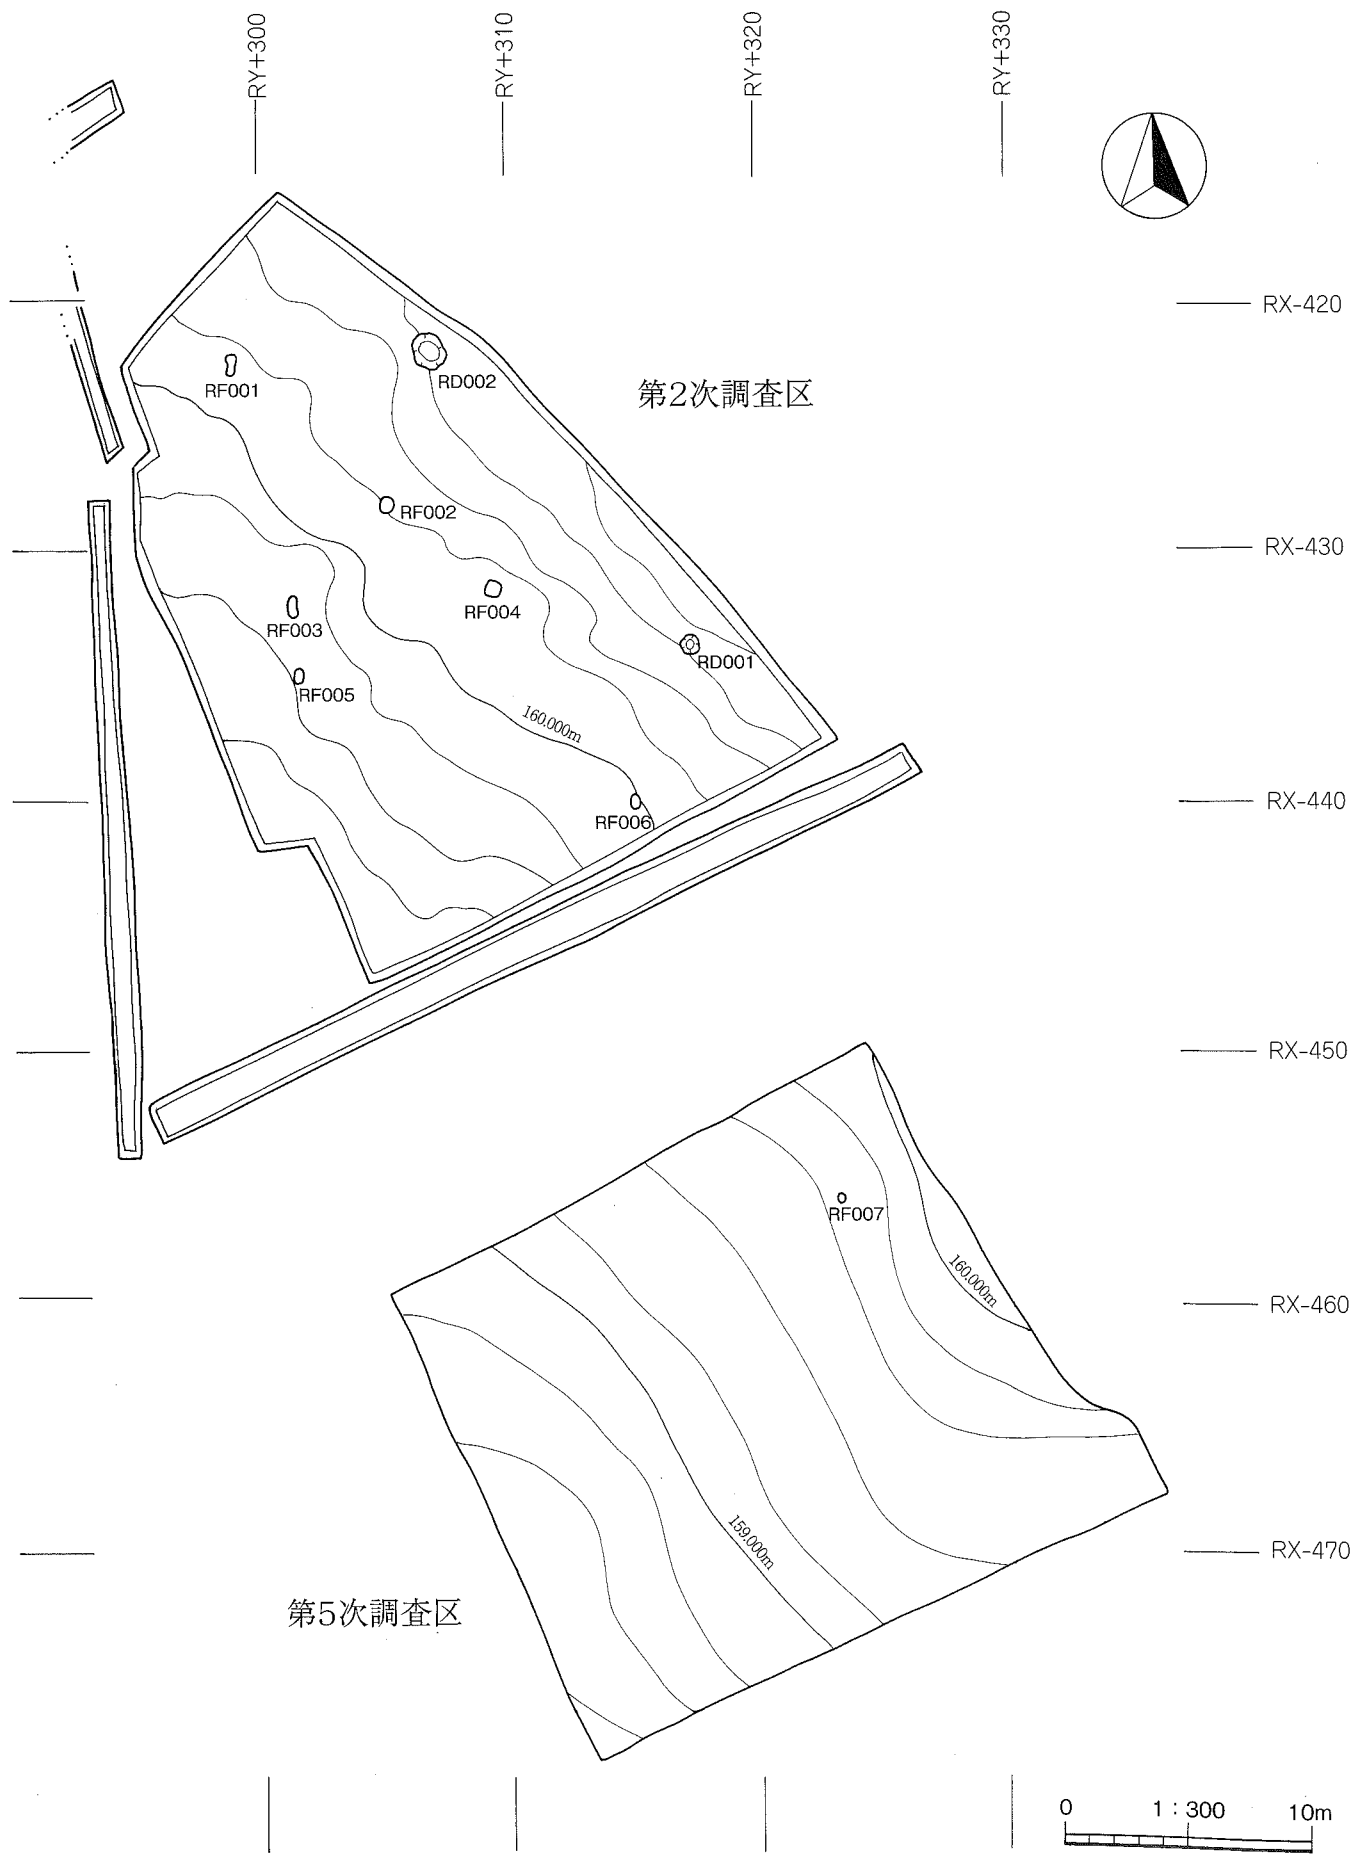 RY+300
RY+310
RY+320
RY+330
RX-420
RF001
RD002
第2次調査区
RF002
RX-430
RF004
RF003
RD001
RF005
160.000m
RX-440
RF006
RX-450
RF007
160.000m
RX-460
159.000m
RX-470
第5次調査区
0 1:300 10m